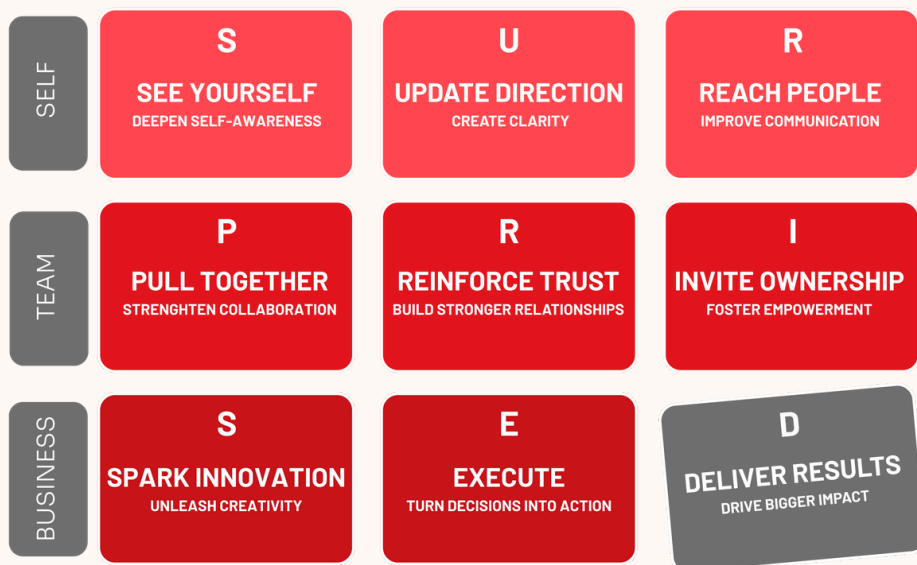 SELF
S
SEE YOURSELF
DEEPEN SELF-AWARENESS
U
UPDATE DIRECTION
CREATE CLARITY
R
REACH PEOPLE
IMPROVE COMMUNICATION
TEAM
P
PULL TOGETHER
STRENGHTEN COLLABORATION
R
REINFORCE TRUST
BUILD STRONGER RELATIONSHIPS
I
INVITE OWNERSHIP
FOSTER EMPOWERMENT
BUSINESS
S
SPARK INNOVATION
UNLEASH CREATIVITY
E
EXECUTE
TURN DECISIONS INTO ACTION
D
DELIVER RESULTS
DRIVE BIGGER IMPACT